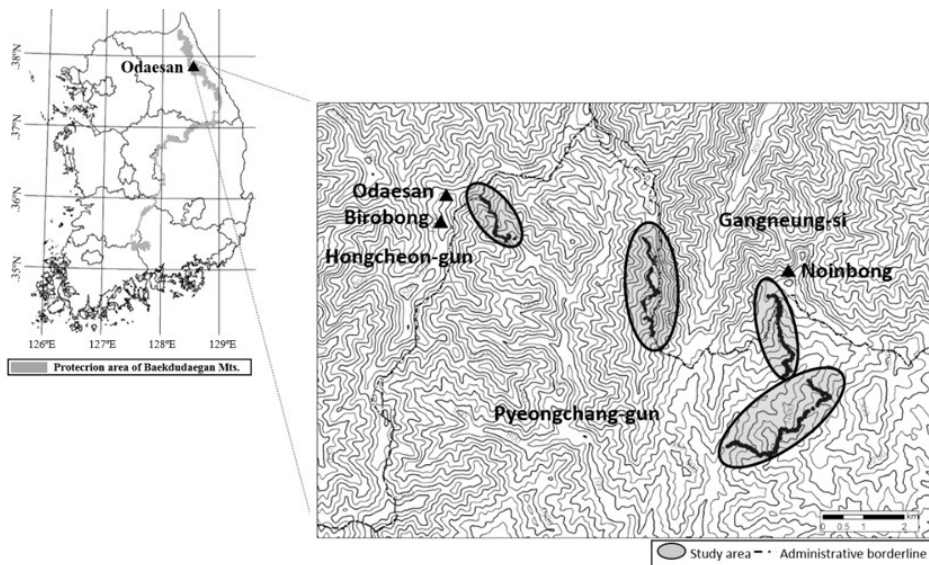 38°N
Odaesan
37°N
36°N
35°N
126°E 127°E 128°E 129°E
Protecrion area of Baekdudaegan Mts.
Odaesan
Birobong
Hongcheon-gun
Gangneung-si
Noinbong
Pyeongchang-gun
km
0 0.5 1 2
Study area Administrative borderline